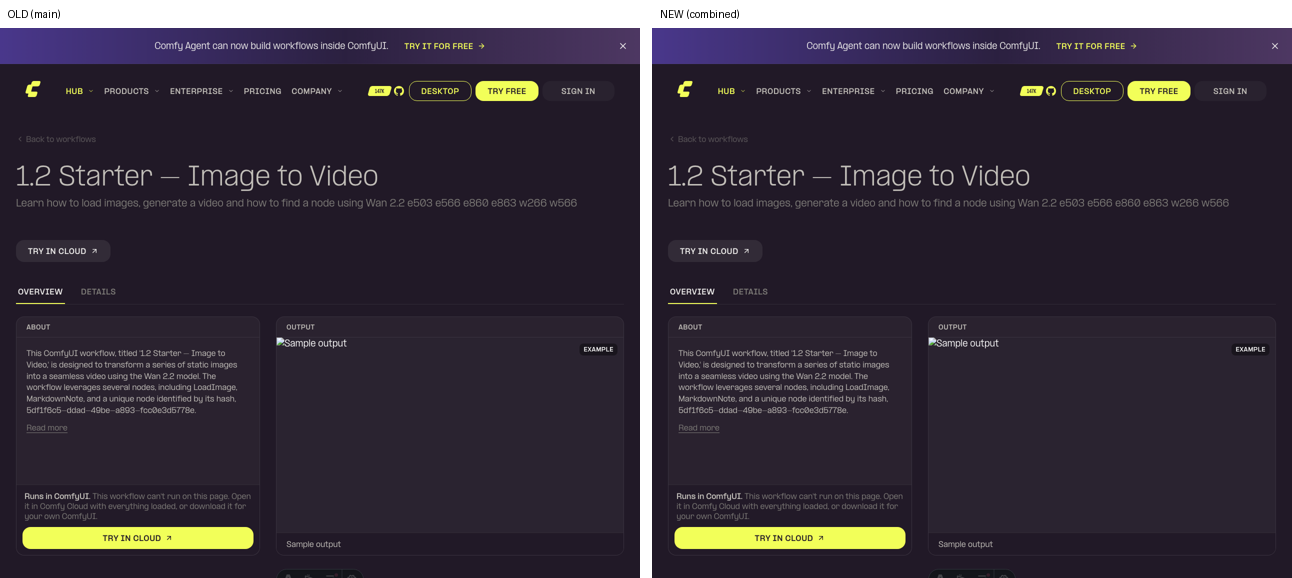 OLD (main)
Comfy Agent can now build workflows inside ComfyUI. TRY IT FOR FREE
147K
HUB PRODUCTS ENTERPRISE PRICING COMPANY DESKTOP TRY FREE SIGN IN
Back to workflows
1.2 Starter — Image to Video
Learn how to load images, generate a video and how to find a node using Wan 2.2 e503 e566 e860 e863 w266 w566
TRY IN CLOUD
OVERVIEW DETAILS
ABOUT
This ComfyUI workflow, titled '1.2 Starter — Image to
Video,' is designed to transform a series of static images
into a seamless video using the Wan 2.2 model. The
workflow leverages several nodes, including LoadImage,
MarkdownNote, and a unique node identified by its hash,
5df1f6c5-ddad-49be-a893-fcc0e3d5778e.
Read more
Runs in ComfyUI. This workflow can't run on this page. Open
it in Comfy Cloud with everything loaded, or download it for
your own ComfyUI.
TRY IN CLOUD
OUTPUT
Sample output
EXAMPLE
Sample output
NEW (combined)
Comfy Agent can now build workflows inside ComfyUI. TRY IT FOR FREE
147K
HUB PRODUCTS ENTERPRISE PRICING COMPANY DESKTOP TRY FREE SIGN IN
Back to workflows
1.2 Starter — Image to Video
Learn how to load images, generate a video and how to find a node using Wan 2.2 e503 e566 e860 e863 w266 w566
TRY IN CLOUD
OVERVIEW DETAILS
ABOUT
This ComfyUI workflow, titled '1.2 Starter — Image to
Video,' is designed to transform a series of static images
into a seamless video using the Wan 2.2 model. The
workflow leverages several nodes, including LoadImage,
MarkdownNote, and a unique node identified by its hash,
5df1f6c5-ddad-49be-a893-fcc0e3d5778e.
Read more
Runs in ComfyUI. This workflow can't run on this page. Open
it in Comfy Cloud with everything loaded, or download it for
your own ComfyUI.
TRY IN CLOUD
OUTPUT
Sample output
EXAMPLE
Sample output